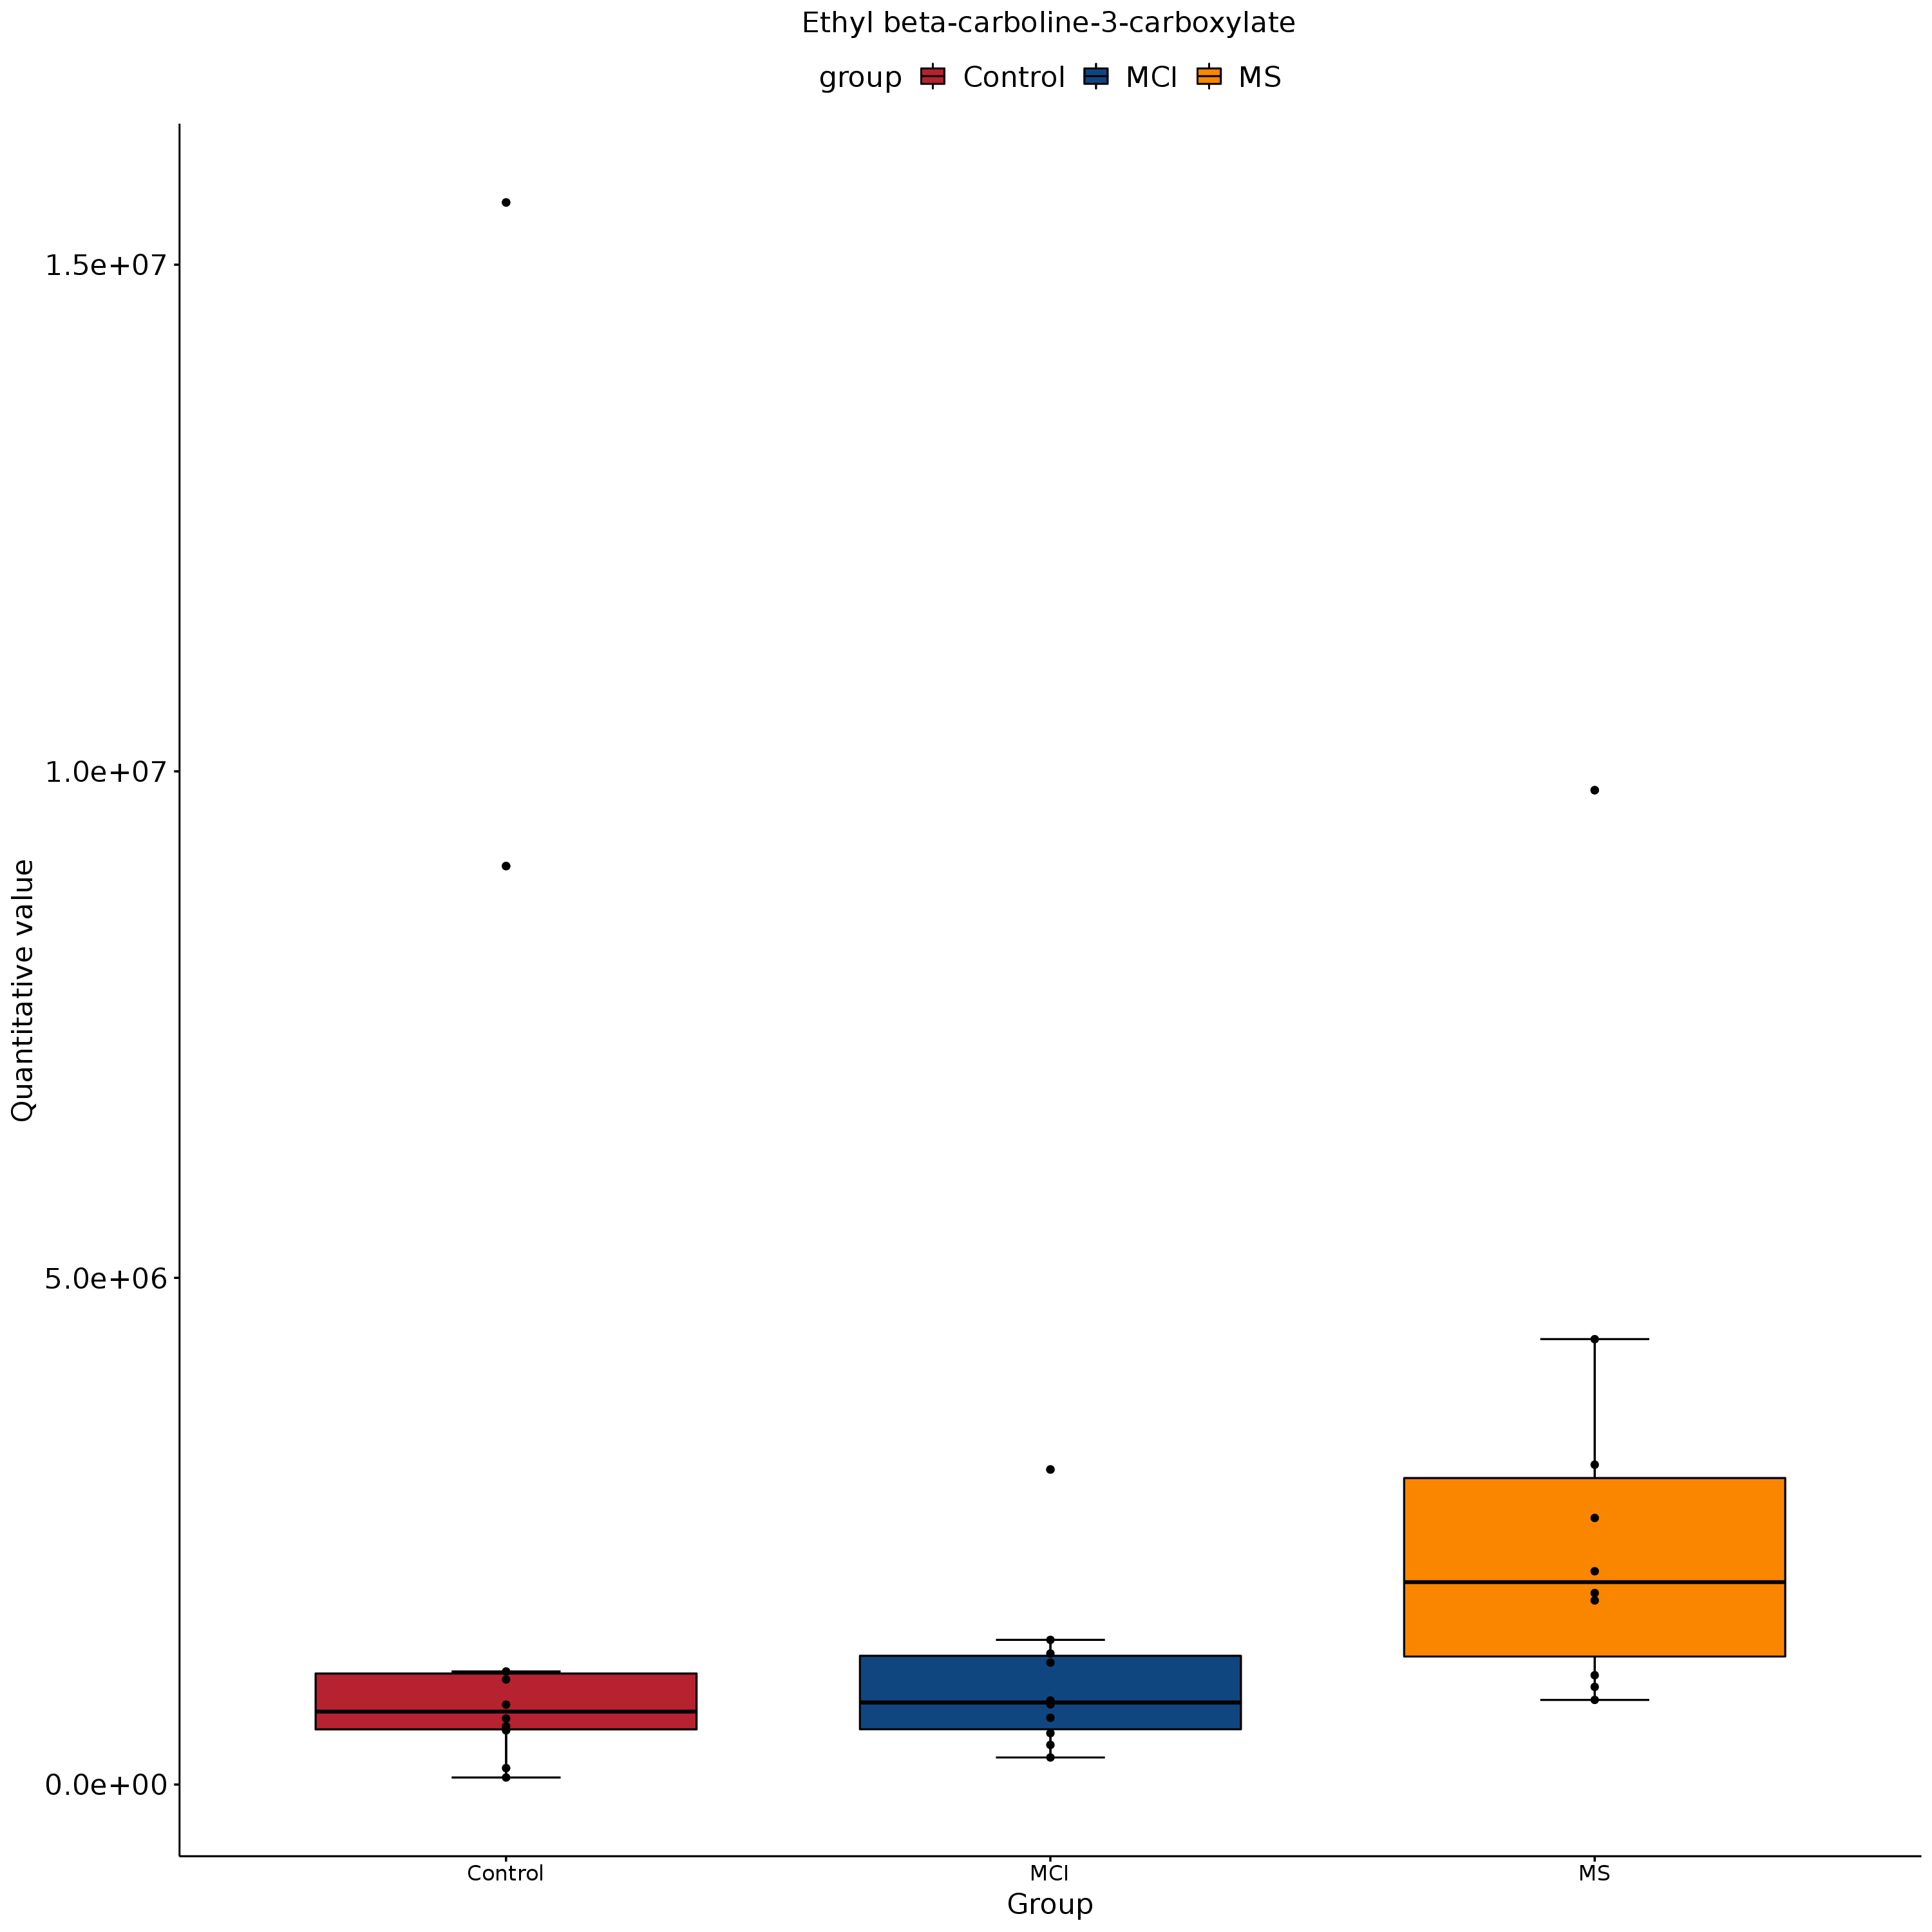 Ethyl beta-carboline-3-carboxylate
group Control MCI MS
1.5e+07
1.0e+07
5.0e+06
0.0e+00
Quantitative value
Control MCI MS
Group